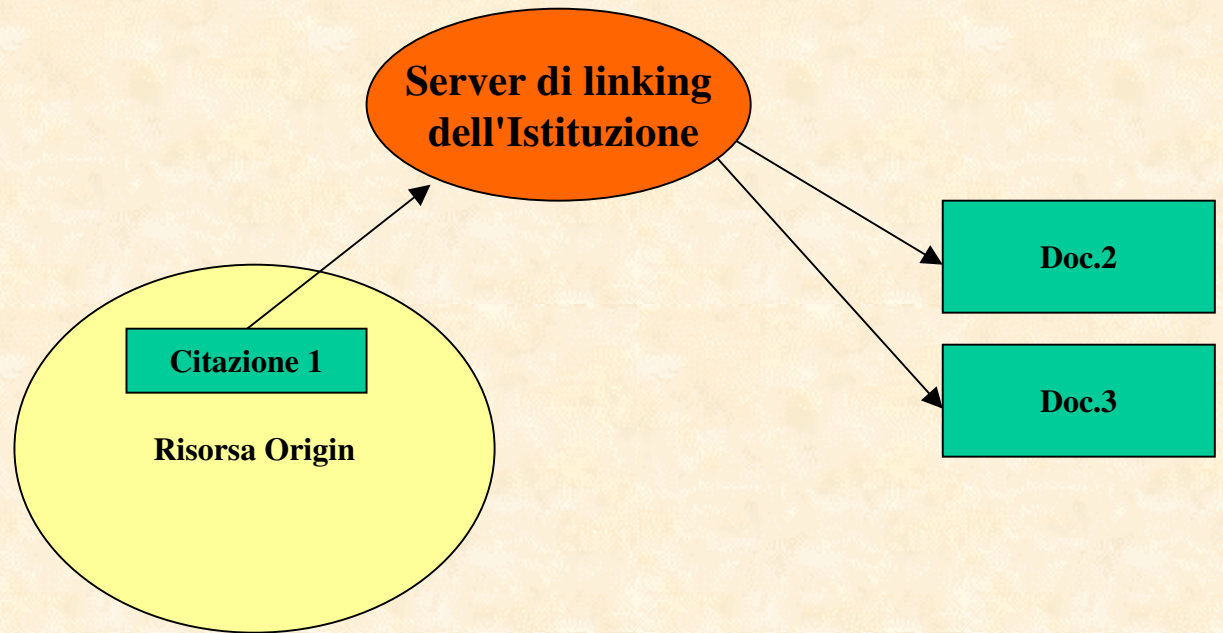 Server di linking
dell'Istituzione
Doc.2
Citazione 1
Doc.3
Risorsa Origin